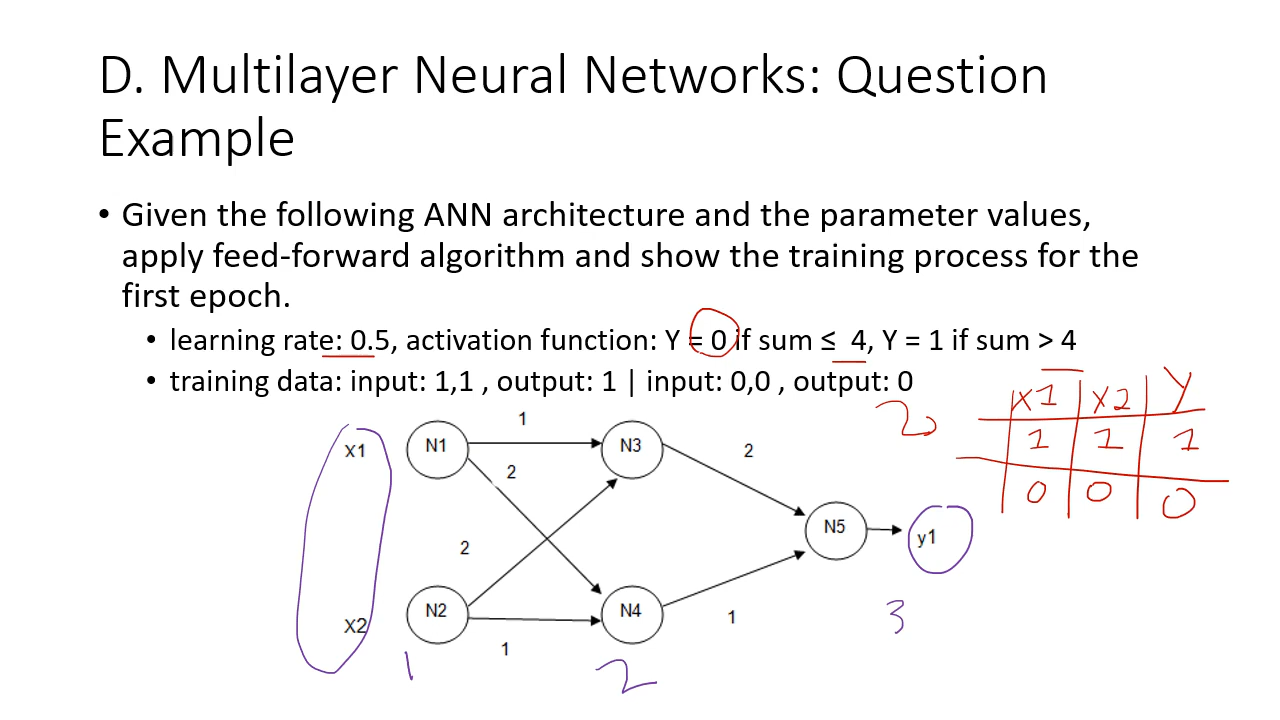 D. Multilayer Neural Networks: Question
Example
• Given the following ANN architecture and the parameter values,
apply feed-forward algorithm and show the training process for the
first epoch.
• learning rate: 0.5, activation function: Y = 0 if sum ≤ 4, Y = 1 if sum > 4
• training data: input: 1,1 , output: 1 | input: 0,0 , output: 0
X1 X2 Y
1 1 1
0 0 0
2
X1 N1 1 N3 2
2
N5 y1
2
X2 N2 N4 1 3
1
1 2